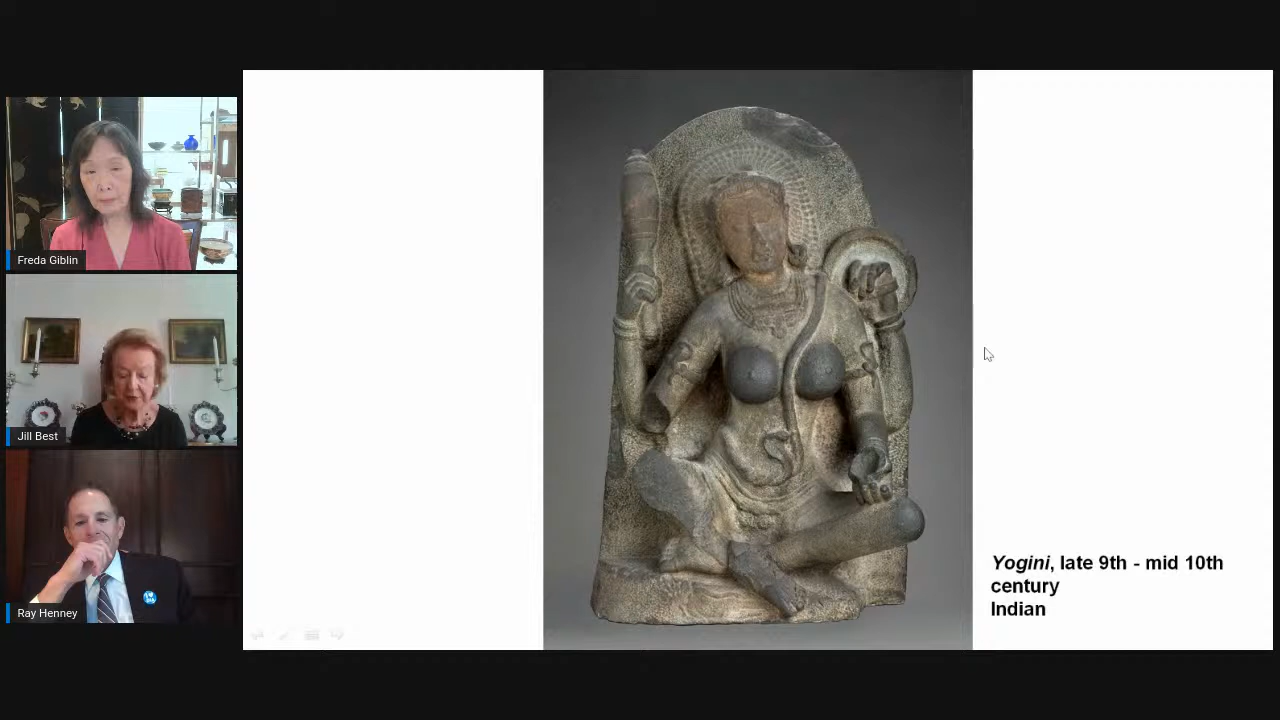 Freda Giblin
Jill Best
Ray Henney
Yogini, late 9th - mid 10th
century
Indian